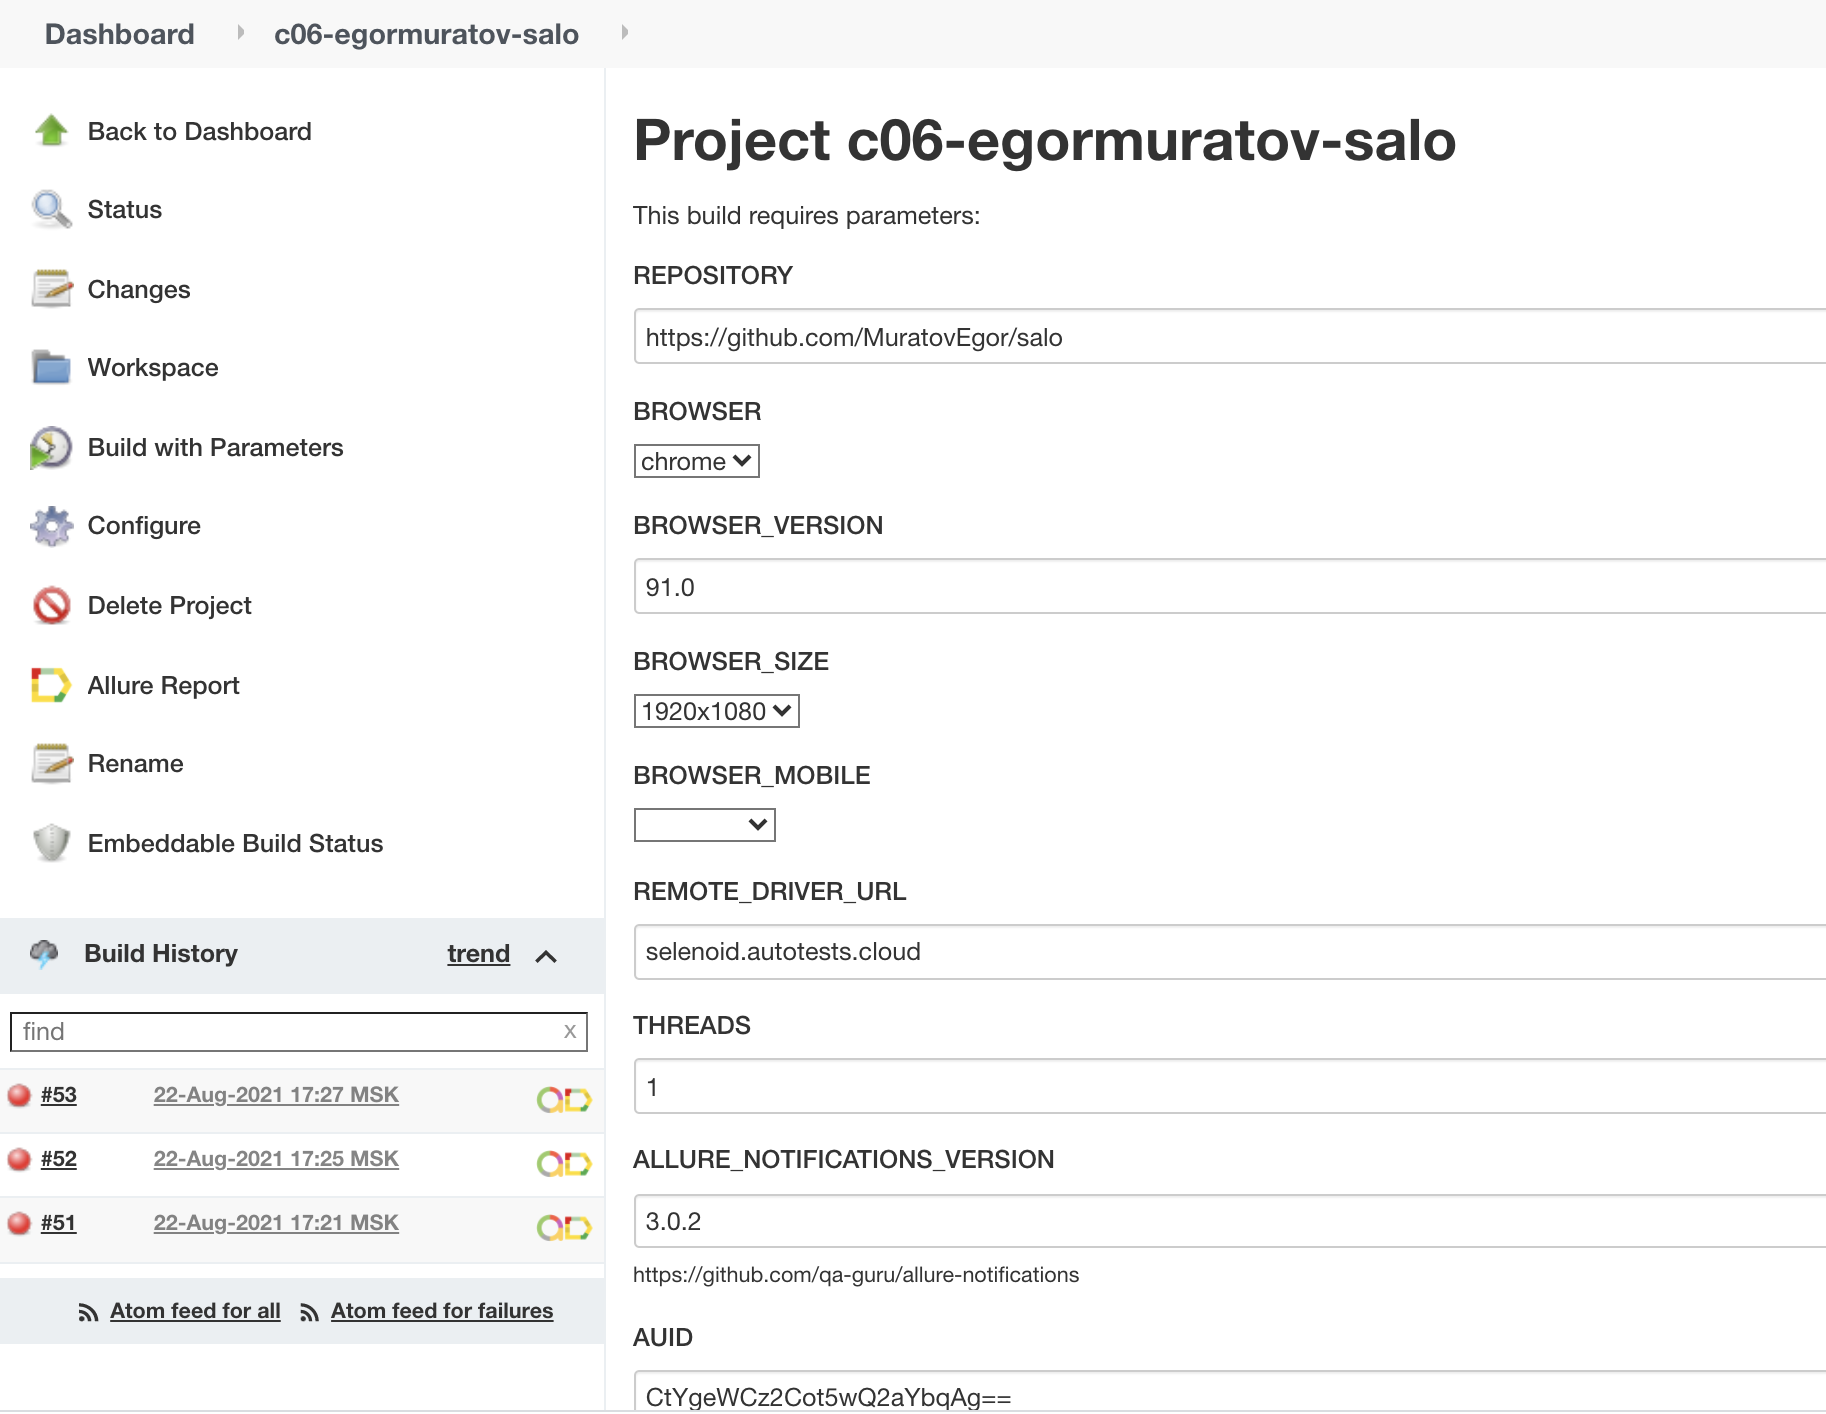 Dashboard
c06-egormuratov-salo
Back to Dashboard
Status
Changes
Workspace
Build with Parameters
Configure
Delete Project
Allure Report
Rename
Embeddable Build Status
Build History
trend
find
x
#53 22-Aug-2021 17:27 MSK
#52 22-Aug-2021 17:25 MSK
#51 22-Aug-2021 17:21 MSK
Atom feed for all
Atom feed for failures
Project c06-egormuratov-salo
This build requires parameters:
REPOSITORY
https://github.com/MuratovEgor/salo
BROWSER
chrome
BROWSER_VERSION
91.0
BROWSER_SIZE
1920x1080
BROWSER_MOBILE
REMOTE_DRIVER_URL
selenoid.autotests.cloud
THREADS
1
ALLURE_NOTIFICATIONS_VERSION
3.0.2
https://github.com/qa-guru/allure-notifications
AUID
CtYgeWCz2Cot5wQ2aYbqAg==